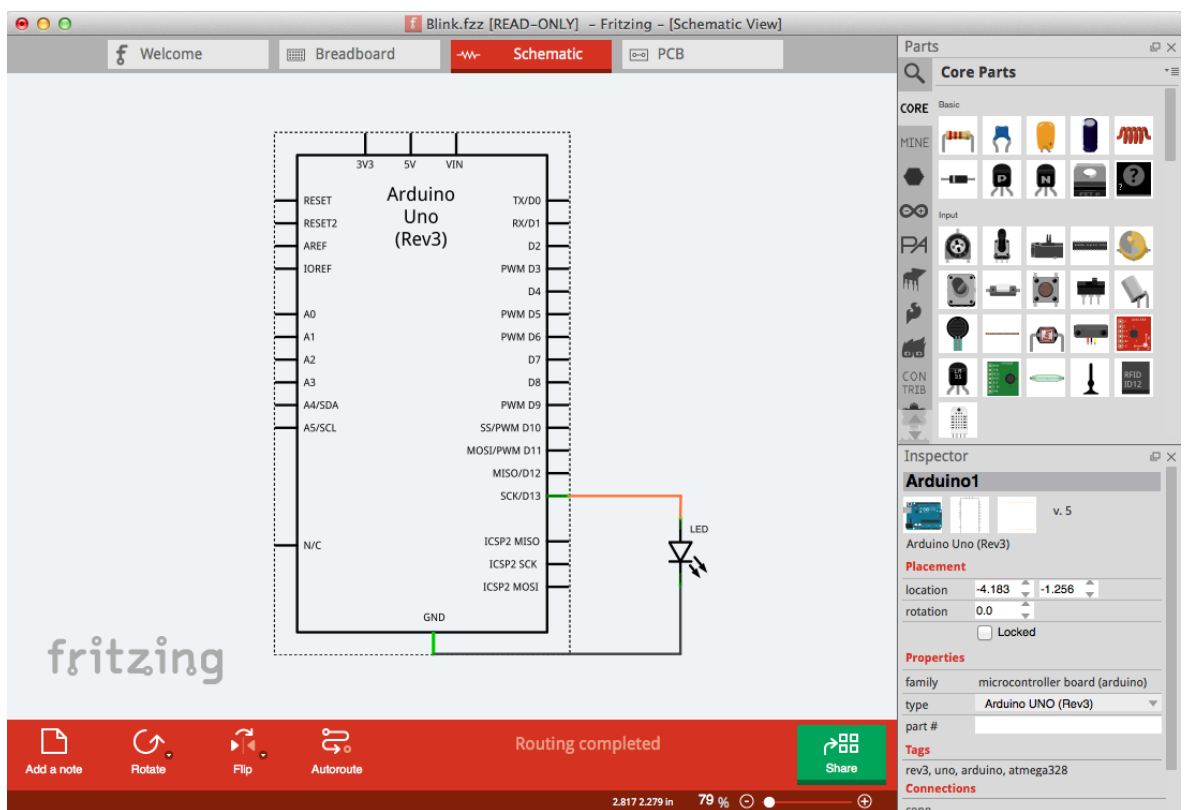 Blink.fzz [READ-ONLY] - Fritzing - [Schematic View]
Welcome
Breadboard
Schematic
PCB
Parts
Core Parts
CORE
Basic
MINE
Input
PA
CON
TRIB
LM
35
RFID
ID12
P
N
?
3V3 5V VIN
Arduino
Uno
(Rev3)
RESET
RESET2
AREF
IOREF
A0
A1
A2
A3
A4/SDA
A5/SCL
N/C
TX/D0
RX/D1
D2
PWM D3
D4
PWM D5
PWM D6
D7
D8
PWM D9
SS/PWM D10
MOSI/PWM D11
MISO/D12
SCK/D13
ICSP2 MISO
ICSP2 SCK
ICSP2 MOSI
GND
LED
fritzing
Inspector
Arduino1
v. 5
Arduino Uno (Rev3)
Placement
location -4.183 -1.256
rotation 0.0
Locked
Properties
family microcontroller board (arduino)
type Arduino UNO (Rev3)
part #
Tags
rev3, uno, arduino, atmega328
Connections
conn.
Add a note
Rotate
Flip
Autoroute
Routing completed
Share
2.817 2.279 in 79 %